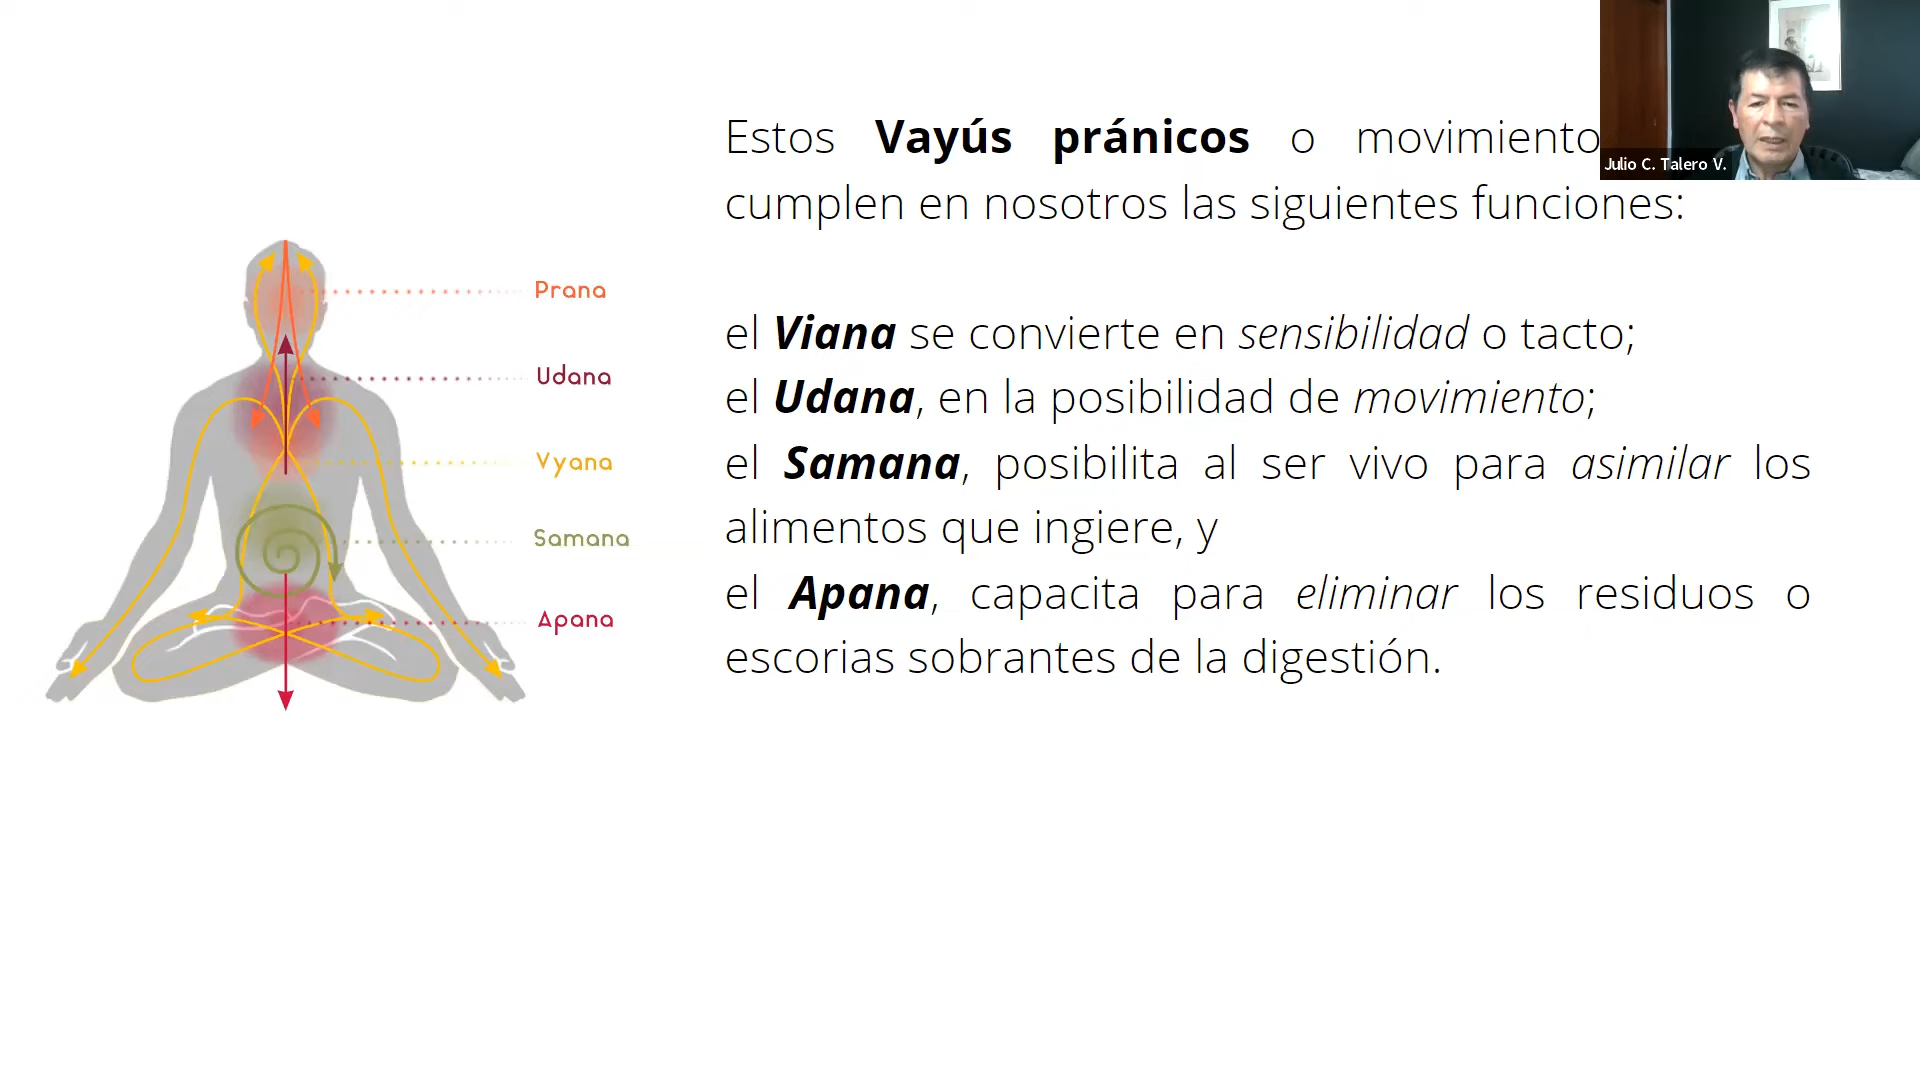 Estos Vayús pránicos o movimiento
cumplen en nosotros las siguientes funciones:
el Viana se convierte en sensibilidad o tacto;
el Udana, en la posibilidad de movimiento;
el Samana, posibilita al ser vivo para asimilar los
alimentos que ingiere, y
el Apana, capacita para eliminar los residuos o
escorias sobrantes de la digestión.
Prana
Udana
Vyana
Samana
Apana
Julio C. Talero V.